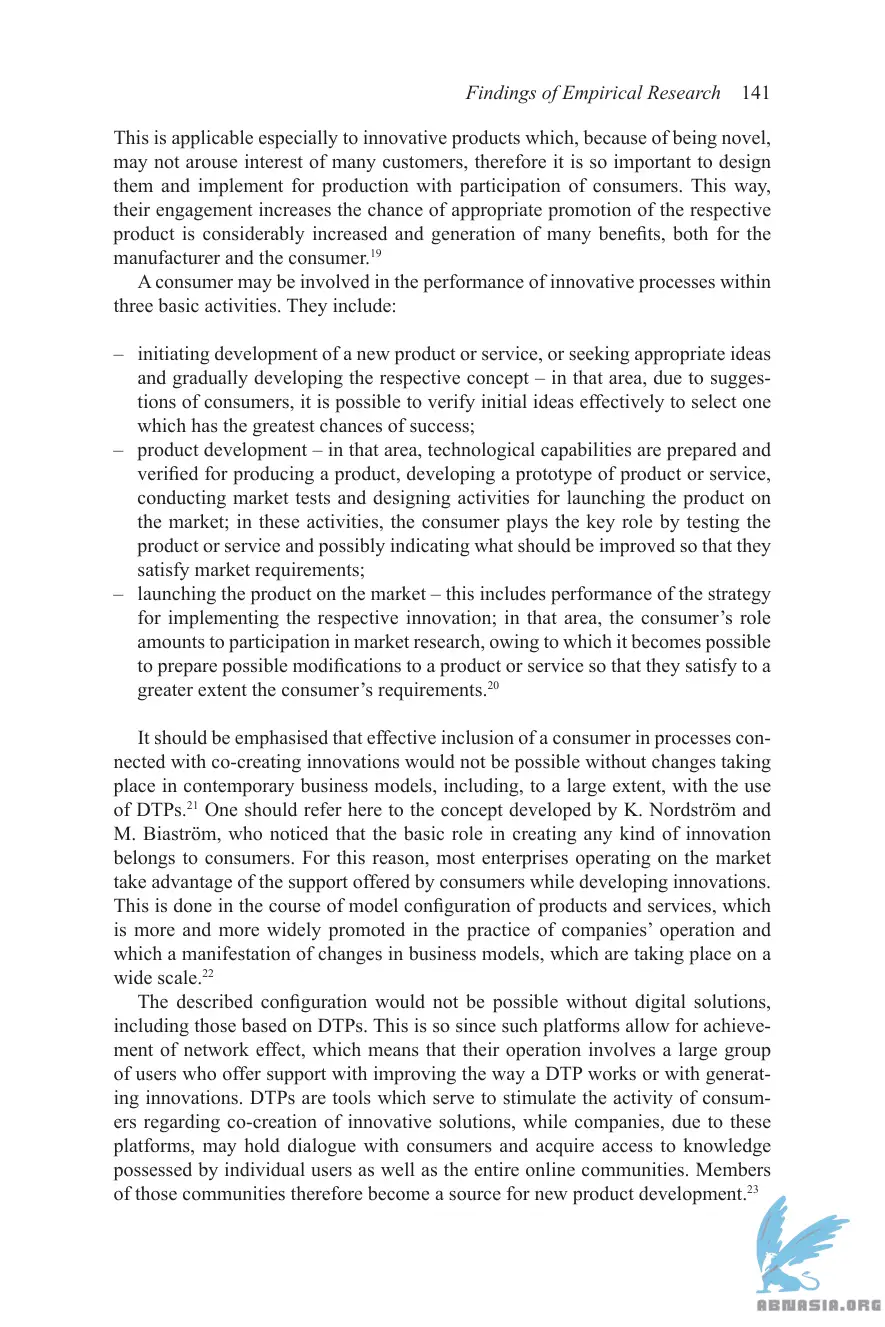 Findings of Empirical Research 141
This is applicable especially to innovative products which, because of being novel,
may not arouse interest of many customers, therefore it is so important to design
them and implement for production with participation of consumers. This way,
their engagement increases the chance of appropriate promotion of the respective
product is considerably increased and generation of many benefits, both for the
manufacturer and the consumer.19
A consumer may be involved in the performance of innovative processes within
three basic activities. They include:
– initiating development of a new product or service, or seeking appropriate ideas
and gradually developing the respective concept – in that area, due to sugges-
tions of consumers, it is possible to verify initial ideas effectively to select one
which has the greatest chances of success;
– product development – in that area, technological capabilities are prepared and
verified for producing a product, developing a prototype of product or service,
conducting market tests and designing activities for launching the product on
the market; in these activities, the consumer plays the key role by testing the
product or service and possibly indicating what should be improved so that they
satisfy market requirements;
– launching the product on the market – this includes performance of the strategy
for implementing the respective innovation; in that area, the consumer’s role
amounts to participation in market research, owing to which it becomes possible
to prepare possible modifications to a product or service so that they satisfy to a
greater extent the consumer’s requirements.20
It should be emphasised that effective inclusion of a consumer in processes con-
nected with co-creating innovations would not be possible without changes taking
place in contemporary business models, including, to a large extent, with the use
of DTPs.21 One should refer here to the concept developed by K. Nordström and
M. Biaström, who noticed that the basic role in creating any kind of innovation
belongs to consumers. For this reason, most enterprises operating on the market
take advantage of the support offered by consumers while developing innovations.
This is done in the course of model configuration of products and services, which
is more and more widely promoted in the practice of companies’ operation and
which a manifestation of changes in business models, which are taking place on a
wide scale.22
The described configuration would not be possible without digital solutions,
including those based on DTPs. This is so since such platforms allow for achieve-
ment of network effect, which means that their operation involves a large group
of users who offer support with improving the way a DTP works or with generat-
ing innovations. DTPs are tools which serve to stimulate the activity of consum-
ers regarding co-creation of innovative solutions, while companies, due to these
platforms, may hold dialogue with consumers and acquire access to knowledge
possessed by individual users as well as the entire online communities. Members
of those communities therefore become a source for new product development.23
ABNASIA.ORG